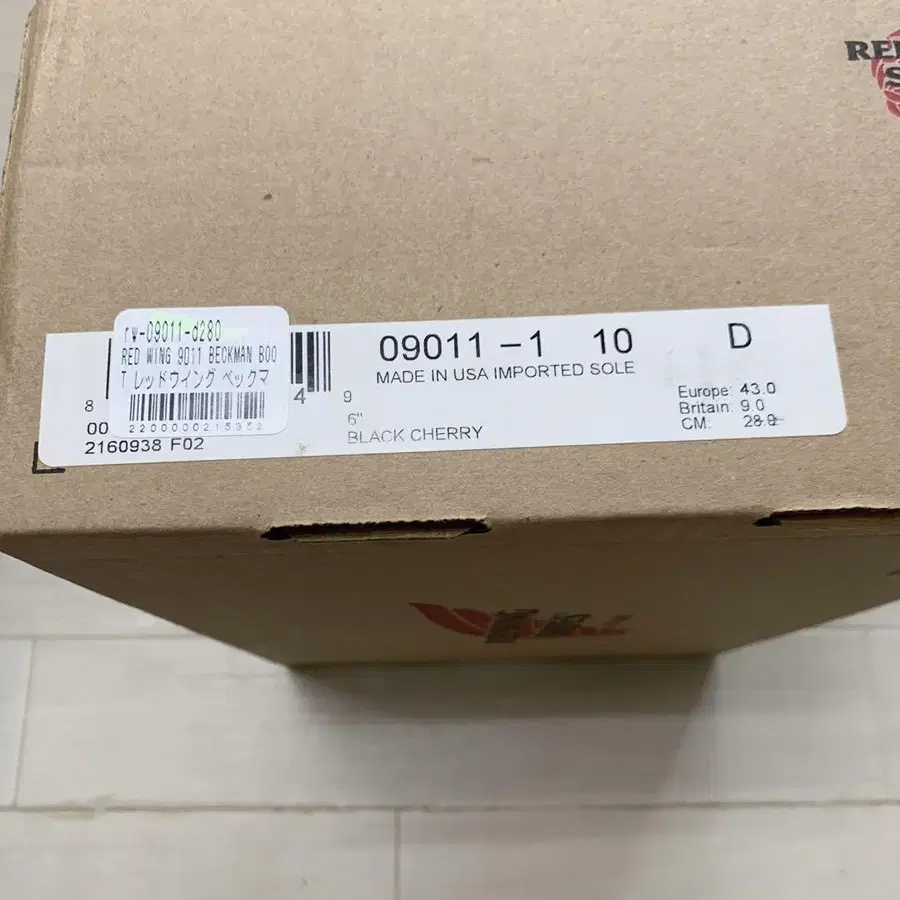 RED
S
rw-09011-d280
RED WING 9011 BECKMAN BOO
T レッドウイング ベックマ
2200000215952
8
4 9
00
2160938 F02
09011 -1 10 D
MADE IN USA IMPORTED SOLE
6"
BLACK CHERRY
Europe: 43.0
Britain: 9.0
CM: 28.0